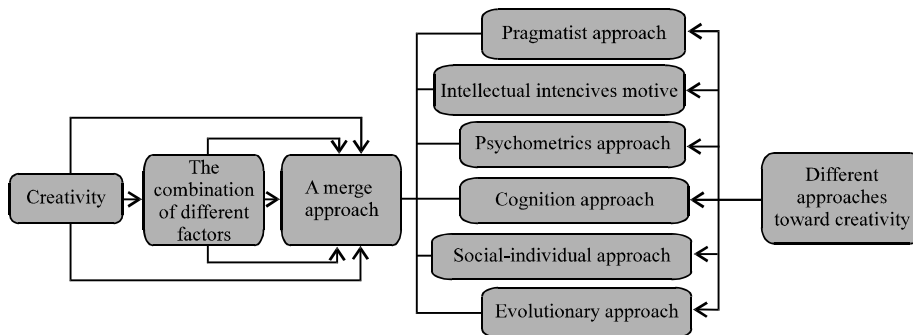 Creativity
The
combination
of different
factors
A merge
approach
Pragmatist approach
Intellectual intencives motive
Psychometrics approach
Cognition approach
Social-individual approach
Evolutionary approach
Different
approaches
toward creativity